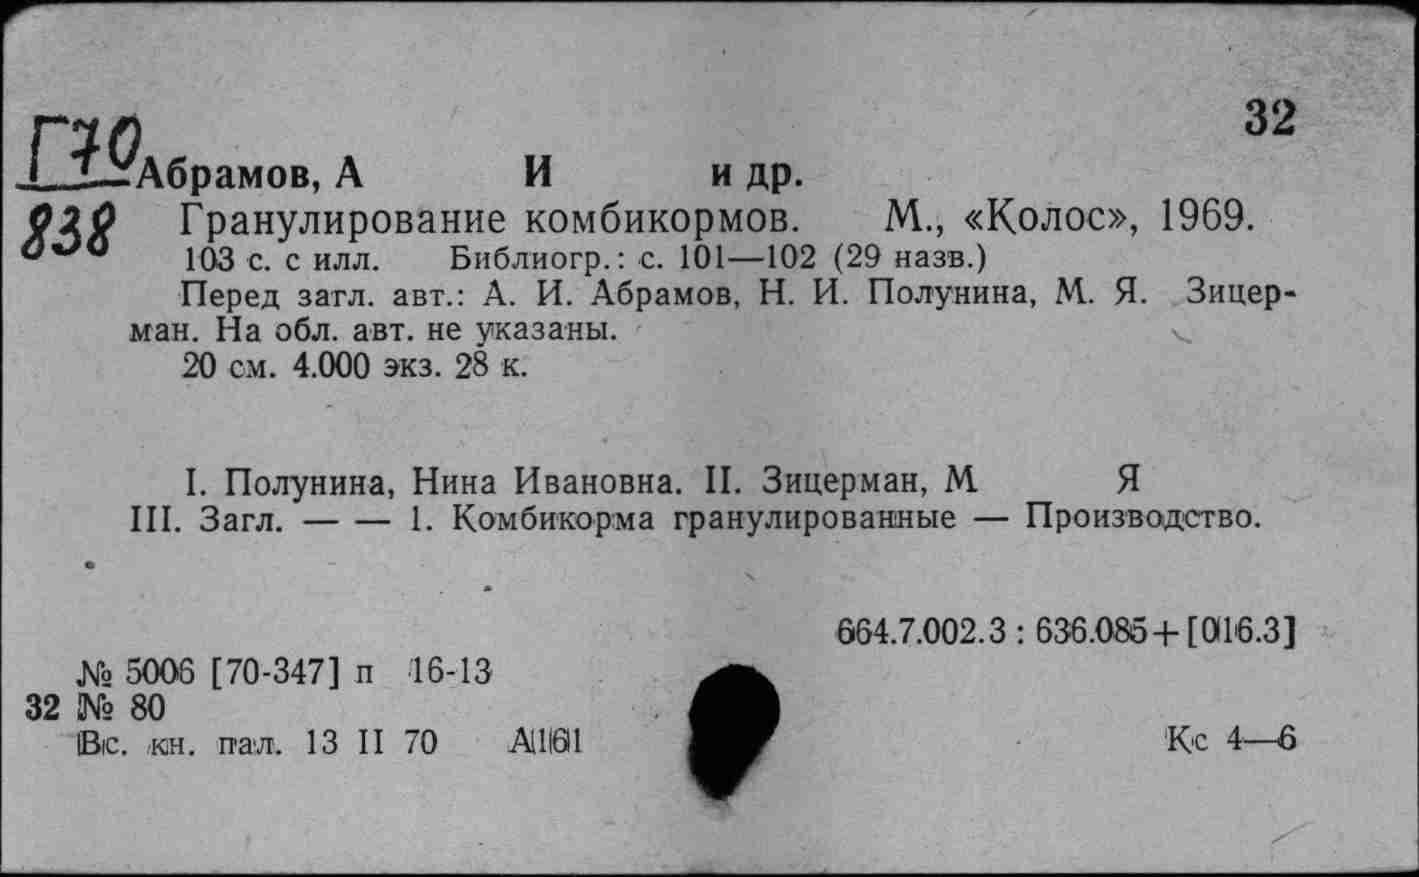 32
Г70
Абрамов, А И и др.
838 Гранулирование комбикормов. М., «Колос», 1969.
103 с. с илл. Библиогр.: с. 101—102 (29 назв.)
Перед загл. авт.: А. И. Абрамов, Н. И. Полунина, М. Я. Зицер-
ман. На обл. авт. не указаны.
20 см. 4.000 экз. 28 к.
I. Полунина, Нина Ивановна. II. Зицерман, М Я
III. Загл. — — 1. Комбикорма гранулированные — Производство.
664.7.002.3 : 636.085+[016.3]
№ 5006 [70-347] п 16-13
32 № 80
Вс. кн. пал. 13 II 70 А1161 Кс 4—6